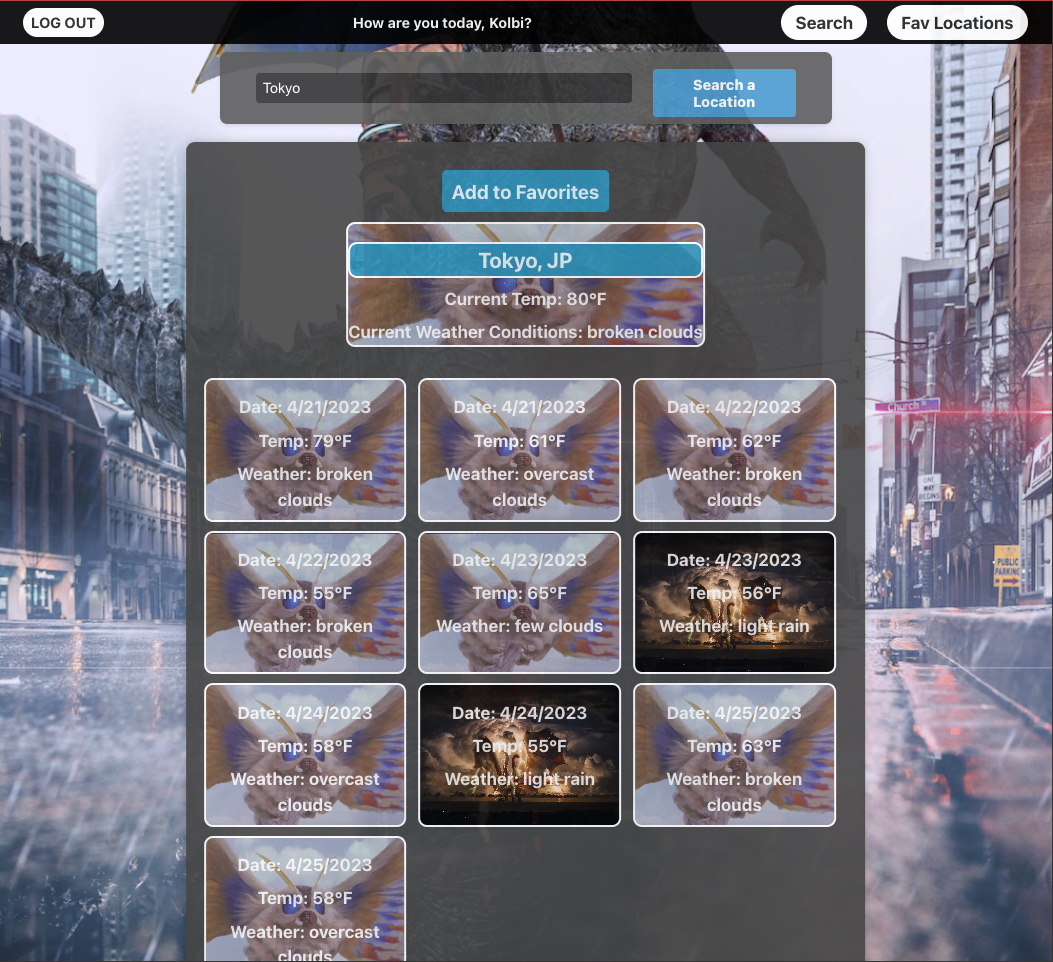 LOG OUT
How are you today, Kolbi?
Search
Fav Locations
Tokyo
Search a
Location
Add to Favorites
Tokyo, JP
Current Temp: 80°F
Current Weather Conditions: broken clouds
Date: 4/21/2023
Temp: 79°F
Weather: broken
clouds
Date: 4/21/2023
Temp: 61°F
Weather: overcast
clouds
Date: 4/22/2023
Temp: 62°F
Weather: broken
clouds
Date: 4/22/2023
Temp: 55°F
Weather: broken
clouds
Date: 4/23/2023
Temp: 65°F
Weather: few clouds
Date: 4/23/2023
Temp: 56°F
Weather: light rain
Date: 4/24/2023
Temp: 58°F
Weather: overcast
clouds
Date: 4/24/2023
Temp: 55°F
Weather: light rain
Date: 4/25/2023
Temp: 63°F
Weather: broken
clouds
Date: 4/25/2023
Temp: 58°F
Weather: overcast
clouds
Church
ONE
WAY
BEGINS
PUBLIC
PARKING